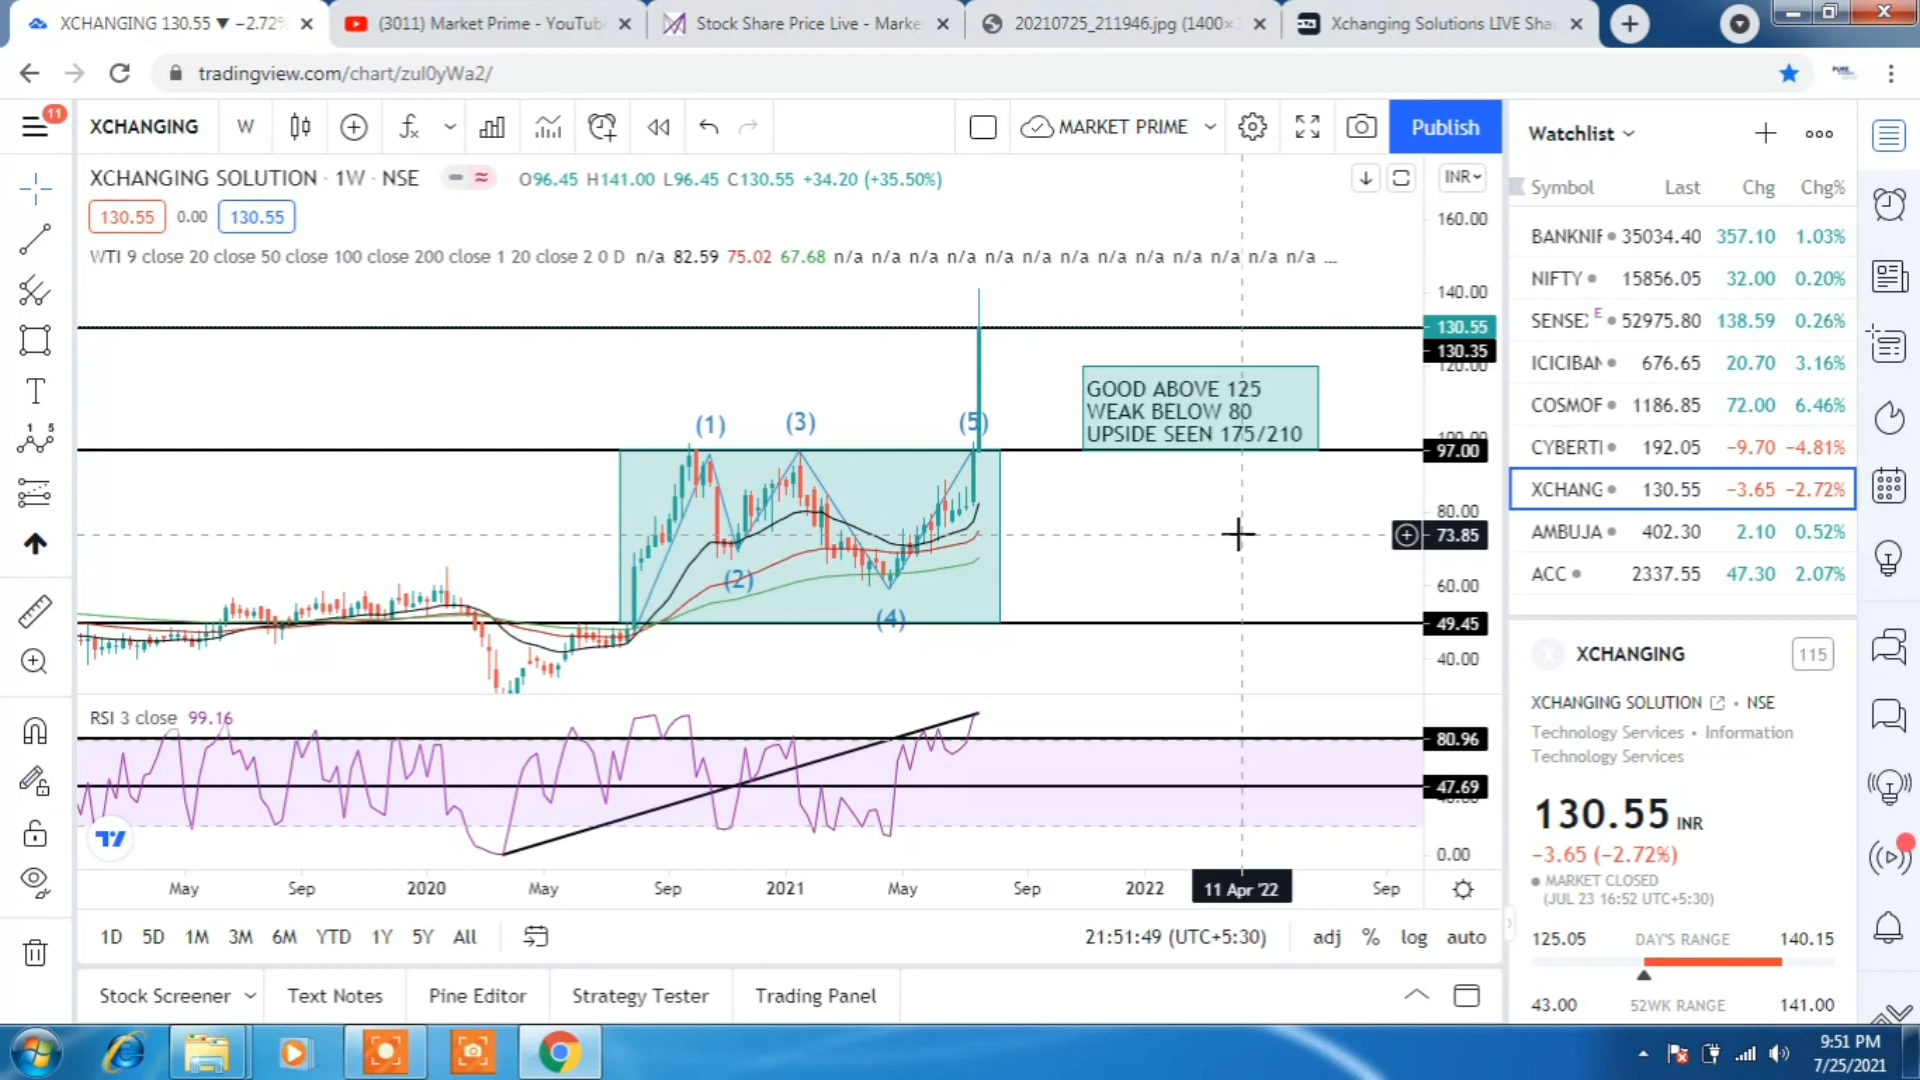 XCHANGING 130.55 ▼ −2.72%
(3011) Market Prime - YouTub
Stock Share Price Live - Marke
20210725_211946.jpg (1400×
Xchanging Solutions LIVE Sha
tradingview.com/chart/zul0yWa2/
11
XCHANGING
W
MARKET PRIME
Publish
Watchlist
XCHANGING SOLUTION · 1W · NSE
O96.45 H141.00 L96.45 C130.55 +34.20 (+35.50%)
INR
130.55 0.00 130.55
WTI 9 close 20 close 50 close 100 close 200 close 1 20 close 2 0 D n/a 82.59 75.02 67.68 n/a n/a n/a n/a n/a n/a n/a n/a n/a n/a n/a n/a n/a ...
160.00
140.00
130.55
130.35
120.00
100.00
97.00
80.00
73.85
60.00
49.45
40.00
GOOD ABOVE 125
WEAK BELOW 80
UPSIDE SEEN 175/210
(1)
(3)
(5)
(2)
(4)
RSI 3 close 99.16
80.96
47.69
0.00
May Sep 2020 May Sep 2021 May Sep 2022 11 Apr '22 Sep
1D 5D 1M 3M 6M YTD 1Y 5Y All
21:51:49 (UTC+5:30) adj % log auto
Stock Screener Text Notes Pine Editor Strategy Tester Trading Panel
Symbol Last Chg Chg%
BANKNIF 35034.40 357.10 1.03%
NIFTY 15856.05 32.00 0.20%
SENSEX E 52975.80 138.59 0.26%
ICICIBAN 676.65 20.70 3.16%
COSMOF 1186.85 72.00 6.46%
CYBERTI 192.05 −9.70 −4.81%
XCHANG 130.55 −3.65 −2.72%
AMBUJA 402.30 2.10 0.52%
ACC 2337.55 47.30 2.07%
XCHANGING 115
XCHANGING SOLUTION · NSE
Technology Services • Information
Technology Services
130.55 INR
−3.65 (−2.72%)
MARKET CLOSED
(JUL 23 16:52 UTC+5:30)
125.05 DAY'S RANGE 140.15
43.00 52WK RANGE 141.00
9:51 PM
7/25/2021